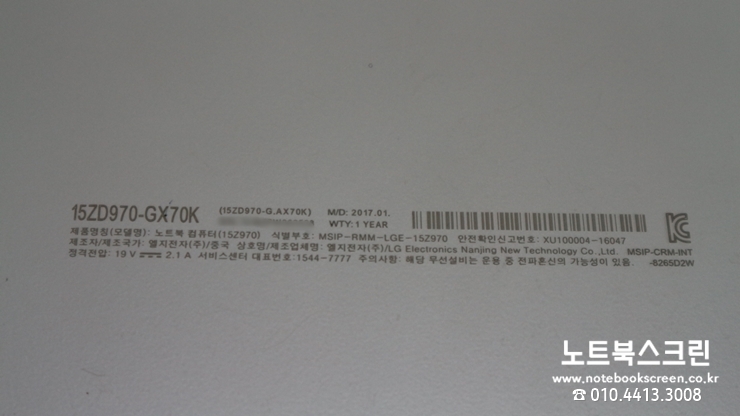 15ZD970-GX70K (15ZD970-G.AX70K) M/D: 2017.01.
WTY: 1 YEAR
제품명칭(모델명): 노트북 컴퓨터(15Z970) 식별부호: MSIP-RMM-LGE-15Z970 안전확인신고번호: XU100004-16047
제조자/제조국가: 엘지전자(주)/중국 상호명/제조업체명: 엘지전자(주)/LG Electronics Nanjing New Technology Co.,Ltd. MSIP-CRM-INT
정격전압: 19 V 2.1 A 서비스센터 대표번호:1544-7777 주의사항: 해당 무선설비는 운용 중 전파혼신의 가능성이 있음. -8265D2W
노트북스크린
www.notebookscreen.co.kr
☎ 010.4413.3008